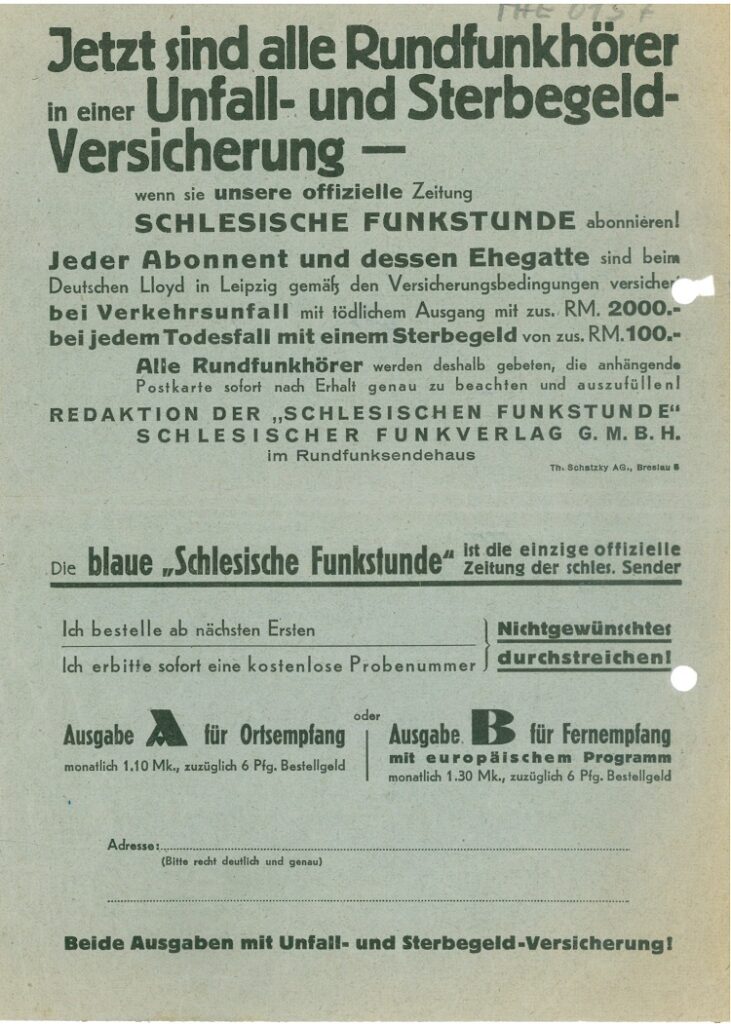 Jetzt sind alle Rundfunkhörer
in einer Unfall- und Sterbegeld-
Versicherung —
wenn sie unsere offizielle Zeitung
SCHLESISCHE FUNKSTUNDE abonnieren!
Jeder Abonnent und dessen Ehegatte sind beim
Deutschen Lloyd in Leipzig gemäß den Versicherungsbedingungen versicher
bei Verkehrsunfall mit tödlichem Ausgang mit zus. RM. 2000.-
bei jedem Todesfall mit einem Sterbegeld von zus. RM. 100.-
Alle Rundfunkhörer werden deshalb gebeten, die anhängende
Postkarte sofort nach Erhalt genau zu beachten und auszufüllen!
REDAKTION DER „SCHLESISCHEN FUNKSTUNDE“
SCHLESISCHER FUNKVERLAG G. M. B. H.
im Rundfunksendehaus
Th. Schatzky AG., Breslau 5
Die blaue „Schlesische Funkstunde“ ist die einzige offizielle
Zeitung der schles. Sender
Ich bestelle ab nächsten Ersten
Ich erbitte sofort eine kostenlose Probenummer
Nichtgewünschtes
durchstreichen!
Ausgabe A für Ortsempfang
monatlich 1.10 Mk., zuzüglich 6 Pfg. Bestellgeld
oder
Ausgabe B für Fernempfang
mit europäischem Programm
monatlich 1.30 Mk., zuzüglich 6 Pfg. Bestellgeld
Adresse:
(Bitte recht deutlich und genau)
Beide Ausgaben mit Unfall- und Sterbegeld-Versicherung!